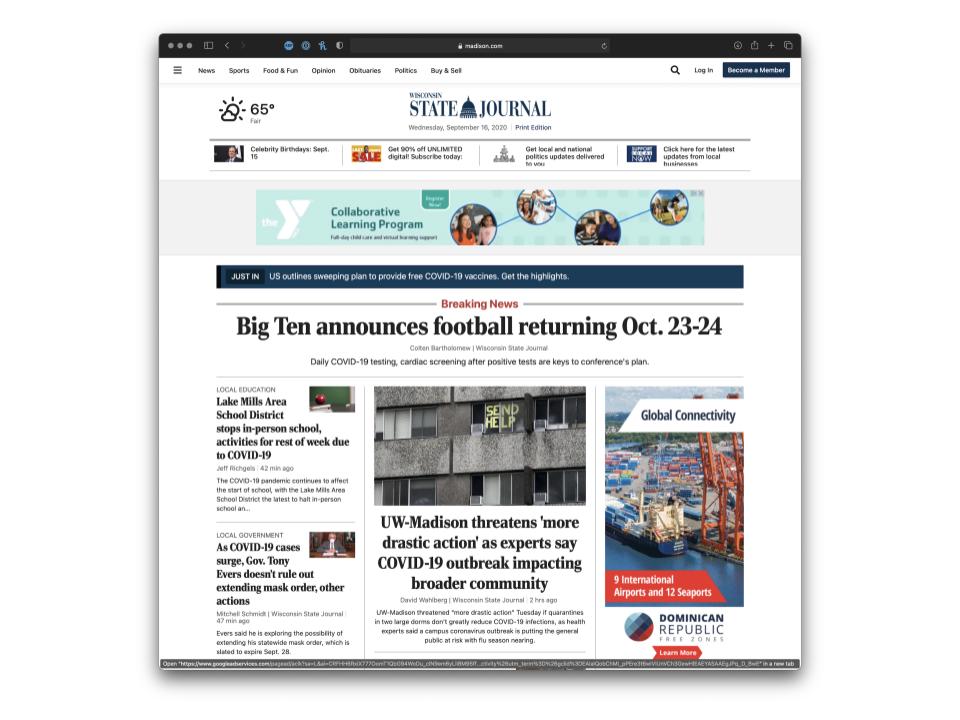 madison.com
News Sports Food & Fun Opinion Obituaries Politics Buy & Sell Log In Become a Member
65°
Fair
WISCONSIN
STATE JOURNAL
Wednesday, September 16, 2020 | Print Edition
Celebrity Birthdays: Sept.
15
LAST CHANCE SALE
Get 90% off UNLIMITED
digital! Subscribe today:
Get local and national
politics updates delivered
to you
SUPPORT
NOW
Click here for the latest
updates from local
businesses
the Y
Collaborative
Learning Program
Full-day child care and virtual learning support
Register
Now!
JUST IN US outlines sweeping plan to provide free COVID-19 vaccines. Get the highlights.
Breaking News
Big Ten announces football returning Oct. 23-24
Colten Bartholomew | Wisconsin State Journal
Daily COVID-19 testing, cardiac screening after positive tests are keys to conference's plan.
LOCAL EDUCATION
Lake Mills Area
School District
stops in-person school,
activities for rest of week due
to COVID-19
Jeff Richgels | 42 min ago
The COVID-19 pandemic continues to affect
the start of school, with the Lake Mills Area
School District the latest to halt in-person
school an...
LOCAL GOVERNMENT
As COVID-19 cases
surge, Gov. Tony
Evers doesn't rule out
extending mask order, other
actions
Mitchell Schmidt | Wisconsin State Journal |
47 min ago
Evers said he is exploring the possibility of
extending his statewide mask order, which is
slated to expire Sept. 28.
SEND
HELP
UW-Madison threatens 'more
drastic action' as experts say
COVID-19 outbreak impacting
broader community
David Wahlberg | Wisconsin State Journal | 2 hrs ago
UW-Madison threatened "more drastic action" Tuesday if quarantines
in two large dorms don't greatly reduce COVID-19 infections, as health
experts said a campus coronavirus outbreak is putting the general
public at risk with flu season nearing.
Global Connectivity
9 International
Airports and 12 Seaports
DOMINICAN
REPUBLIC
FREE ZONES
Learn More
in a new tab